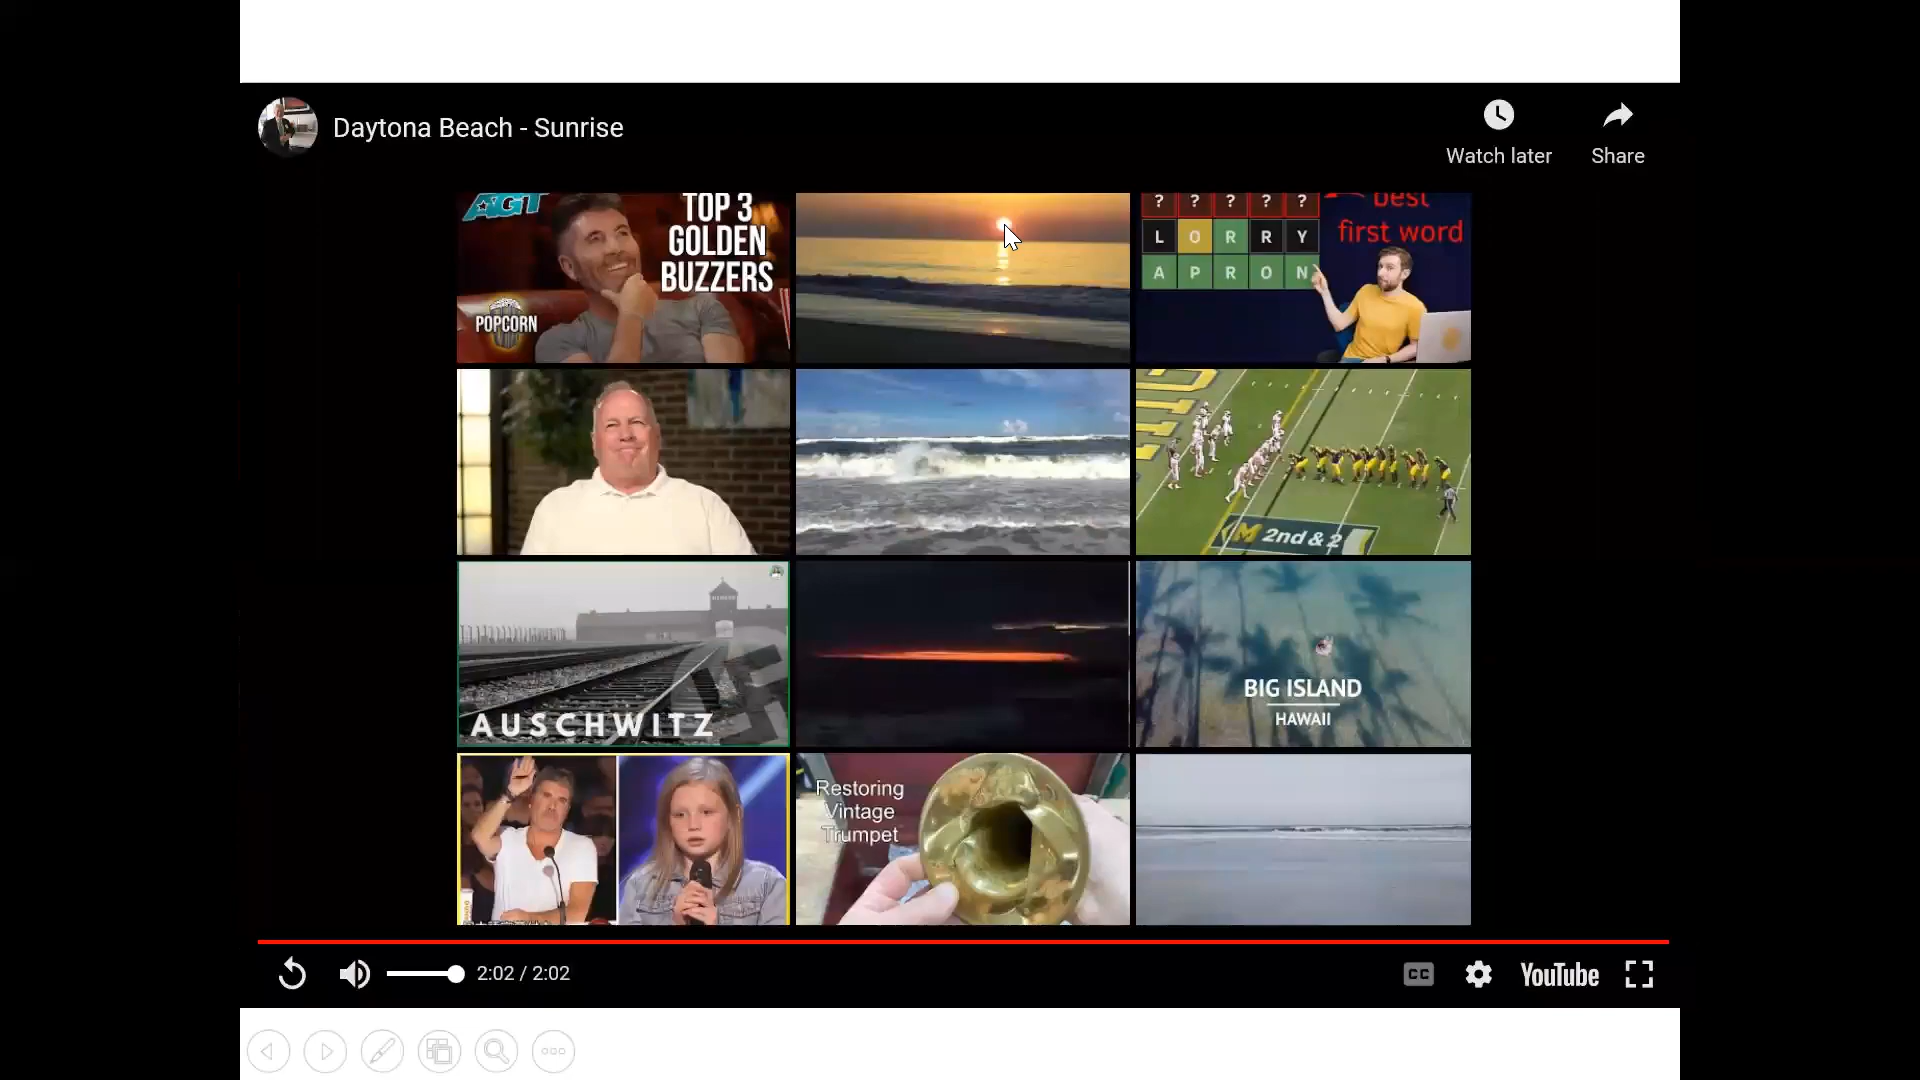 Daytona Beach - Sunrise
Watch later
Share
AGT
TOP 3
GOLDEN
BUZZERS
POPCORN
? ? ? ? ?
best
first word
L O R R Y
A P R O N
M 2nd & 2
AUSCHWITZ
BIG ISLAND
HAWAII
Restoring
Vintage
Trumpet
2:02 / 2:02
CC
YouTube